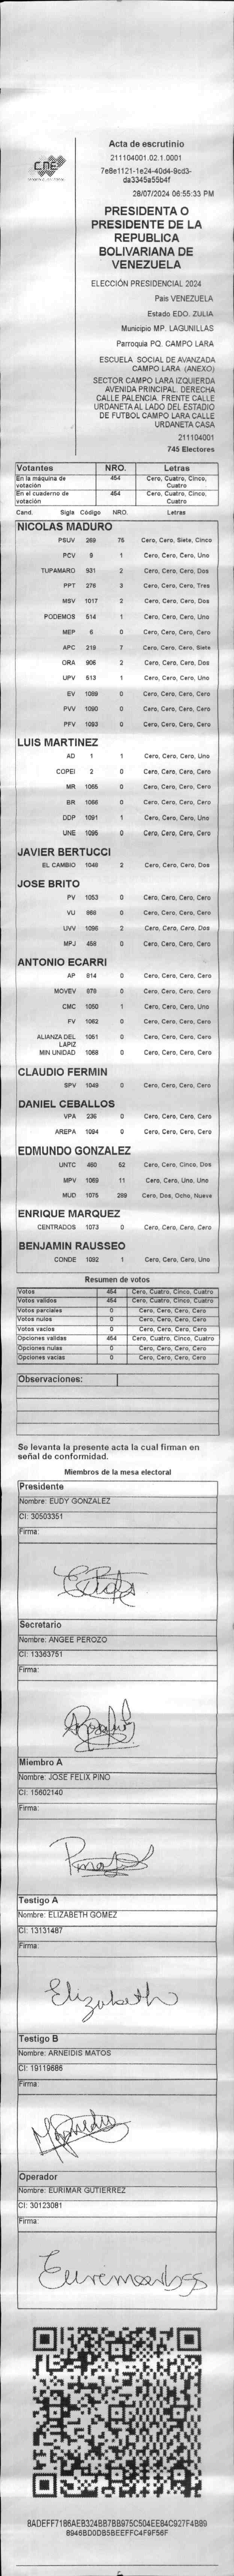 CNE
Acta de escrutinio
211104001.02.1.0001
7e8e1121-1e24-40d4-9cd3-
da3345a55b4f
28/07/2024 06:55:33 PM
PRESIDENTA O
PRESIDENTE DE LA
REPUBLICA
BOLIVARIANA DE
VENEZUELA
ELECCIÓN PRESIDENCIAL 2024
País VENEZUELA
Estado EDO. ZULIA
Municipio MP. LAGUNILLAS
Parroquia PQ. CAMPO LARA
ESCUELA SOCIAL DE AVANZADA
CAMPO LARA (ANEXO)
SECTOR CAMPO LARA IZQUIERDA
AVENIDA PRINCIPAL. DERECHA
CALLE PALENCIA. FRENTE CALLE
URDANETA AL LADO DEL ESTADIO
DE FUTBOL CAMPO LARA CALLE
URDANETA CASA
211104001
745 Electores
Votantes NRO. Letras
En la máquina de votación 454 Cero, Cuatro, Cinco, Cuatro
En el cuaderno de votación 454 Cero, Cuatro, Cinco, Cuatro
Cand. Sigla Código NRO. Letras
NICOLAS MADURO
PSUV 269 75 Cero, Cero, Siete, Cinco
PCV 9 1 Cero, Cero, Cero, Uno
TUPAMARO 931 2 Cero, Cero, Cero, Dos
PPT 276 3 Cero, Cero, Cero, Tres
MSV 1017 2 Cero, Cero, Cero, Dos
PODEMOS 514 1 Cero, Cero, Cero, Uno
MEP 6 0 Cero, Cero, Cero, Cero
APC 219 7 Cero, Cero, Cero, Siete
ORA 906 2 Cero, Cero, Cero, Dos
UPV 513 1 Cero, Cero, Cero, Uno
EV 1089 0 Cero, Cero, Cero, Cero
PVV 1090 0 Cero, Cero, Cero, Cero
PFV 1093 0 Cero, Cero, Cero, Cero
LUIS MARTINEZ
AD 1 1 Cero, Cero, Cero, Uno
COPEI 2 0 Cero, Cero, Cero, Cero
MR 1065 0 Cero, Cero, Cero, Cero
BR 1066 0 Cero, Cero, Cero, Cero
DDP 1091 1 Cero, Cero, Cero, Uno
UNE 1095 0 Cero, Cero, Cero, Cero
JAVIER BERTUCCI
EL CAMBIO 1046 2 Cero, Cero, Cero, Dos
JOSE BRITO
PV 1053 0 Cero, Cero, Cero, Cero
VU 988 0 Cero, Cero, Cero, Cero
UVV 1096 2 Cero, Cero, Cero, Dos
MPJ 458 0 Cero, Cero, Cero, Cero
ANTONIO ECARRI
AP 814 0 Cero, Cero, Cero, Cero
MOVEV 978 0 Cero, Cero, Cero, Cero
CMC 1050 1 Cero, Cero, Cero, Uno
FV 1062 0 Cero, Cero, Cero, Cero
ALIANZA DEL LAPIZ 1051 0 Cero, Cero, Cero, Cero
MIN UNIDAD 1068 0 Cero, Cero, Cero, Cero
CLAUDIO FERMIN
SPV 1049 0 Cero, Cero, Cero, Cero
DANIEL CEBALLOS
VPA 236 0 Cero, Cero, Cero, Cero
AREPA 1094 0 Cero, Cero, Cero, Cero
EDMUNDO GONZALEZ
UNTC 460 52 Cero, Cero, Cinco, Dos
MPV 1069 11 Cero, Cero, Uno, Uno
MUD 1075 289 Cero, Dos, Ocho, Nueve
ENRIQUE MARQUEZ
CENTRADOS 1073 0 Cero, Cero, Cero, Cero
BENJAMIN RAUSSEO
CONDE 1092 1 Cero, Cero, Cero, Uno
Resumen de votos
Votos 454 Cero, Cuatro, Cinco, Cuatro
Votos validos 454 Cero, Cuatro, Cinco, Cuatro
Votos parciales 0 Cero, Cero, Cero, Cero
Votos nulos 0 Cero, Cero, Cero, Cero
Votos vacios 0 Cero, Cero, Cero, Cero
Opciones validas 454 Cero, Cuatro, Cinco, Cuatro
Opciones nulas 0 Cero, Cero, Cero, Cero
Opciones vacias 0 Cero, Cero, Cero, Cero
Observaciones:
Se levanta la presente acta la cual firman en
señal de conformidad.
Miembros de la mesa electoral
Presidente
Nombre: EUDY GONZALEZ
CI: 30503351
Firma:
Secretario
Nombre: ANGEE PEROZO
CI: 13363751
Firma:
Miembro A
Nombre: JOSE FELIX PINO
CI: 15602140
Firma:
Testigo A
Nombre: ELIZABETH GOMEZ
CI: 13131487
Firma:
Elizabeth
Testigo B
Nombre: ARNEIDIS MATOS
CI: 19119686
Firma:
Operador
Nombre: EURIMAR GUTIERREZ
CI: 30123081
Firma:
8ADEFF7186AEB324BB7BB975C504EE84C927F4B89
8946BD0DB5BEEFFC4F9F56F